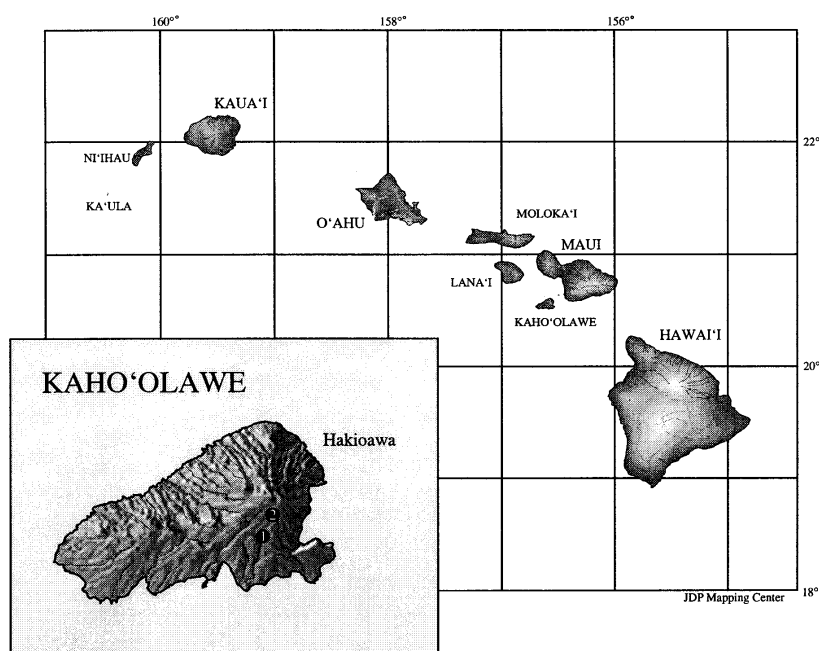 160°°
158°°
156°°
KAUA‘I
22°
NI‘IHAU
KA‘ULA
O‘AHU
MOLOKA‘I
MAUI
LANA‘I
KAHO‘OLAWE
HAWAI‘I
20°
KAHO‘OLAWE
Hakioawa
2
1
18°
JDP Mapping Center